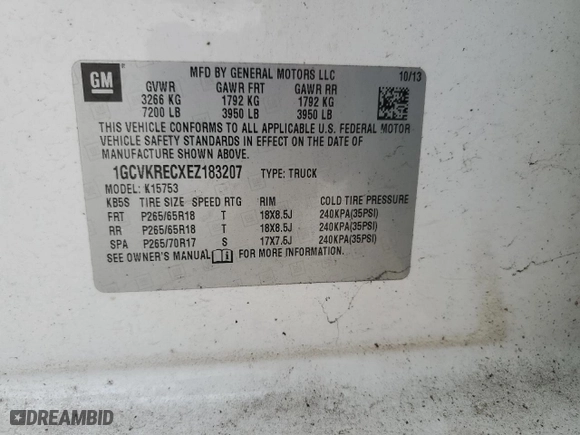 GM
MFD BY GENERAL MOTORS LLC 10/13
GVWR GAWR FRT GAWR RR
3266 KG 1792 KG 1792 KG
7200 LB 3950 LB 3950 LB
THIS VEHICLE CONFORMS TO ALL APPLICABLE U.S. FEDERAL MOTOR
VEHICLE SAFETY STANDARDS IN EFFECT ON THE DATE OF
MANUFACTURE SHOWN ABOVE.
1GCVKRECXEZ183207 TYPE: TRUCK
MODEL: K15753
KB5S TIRE SIZE SPEED RTG RIM COLD TIRE PRESSURE
FRT P265/65R18 T 18X8.5J 240KPA(35PSI)
RR P265/65R18 T 18X8.5J 240KPA(35PSI)
SPA P265/70R17 S 17X7.5J 240KPA(35PSI)
SEE OWNER'S MANUAL FOR MORE INFORMATION.
DREAMBID